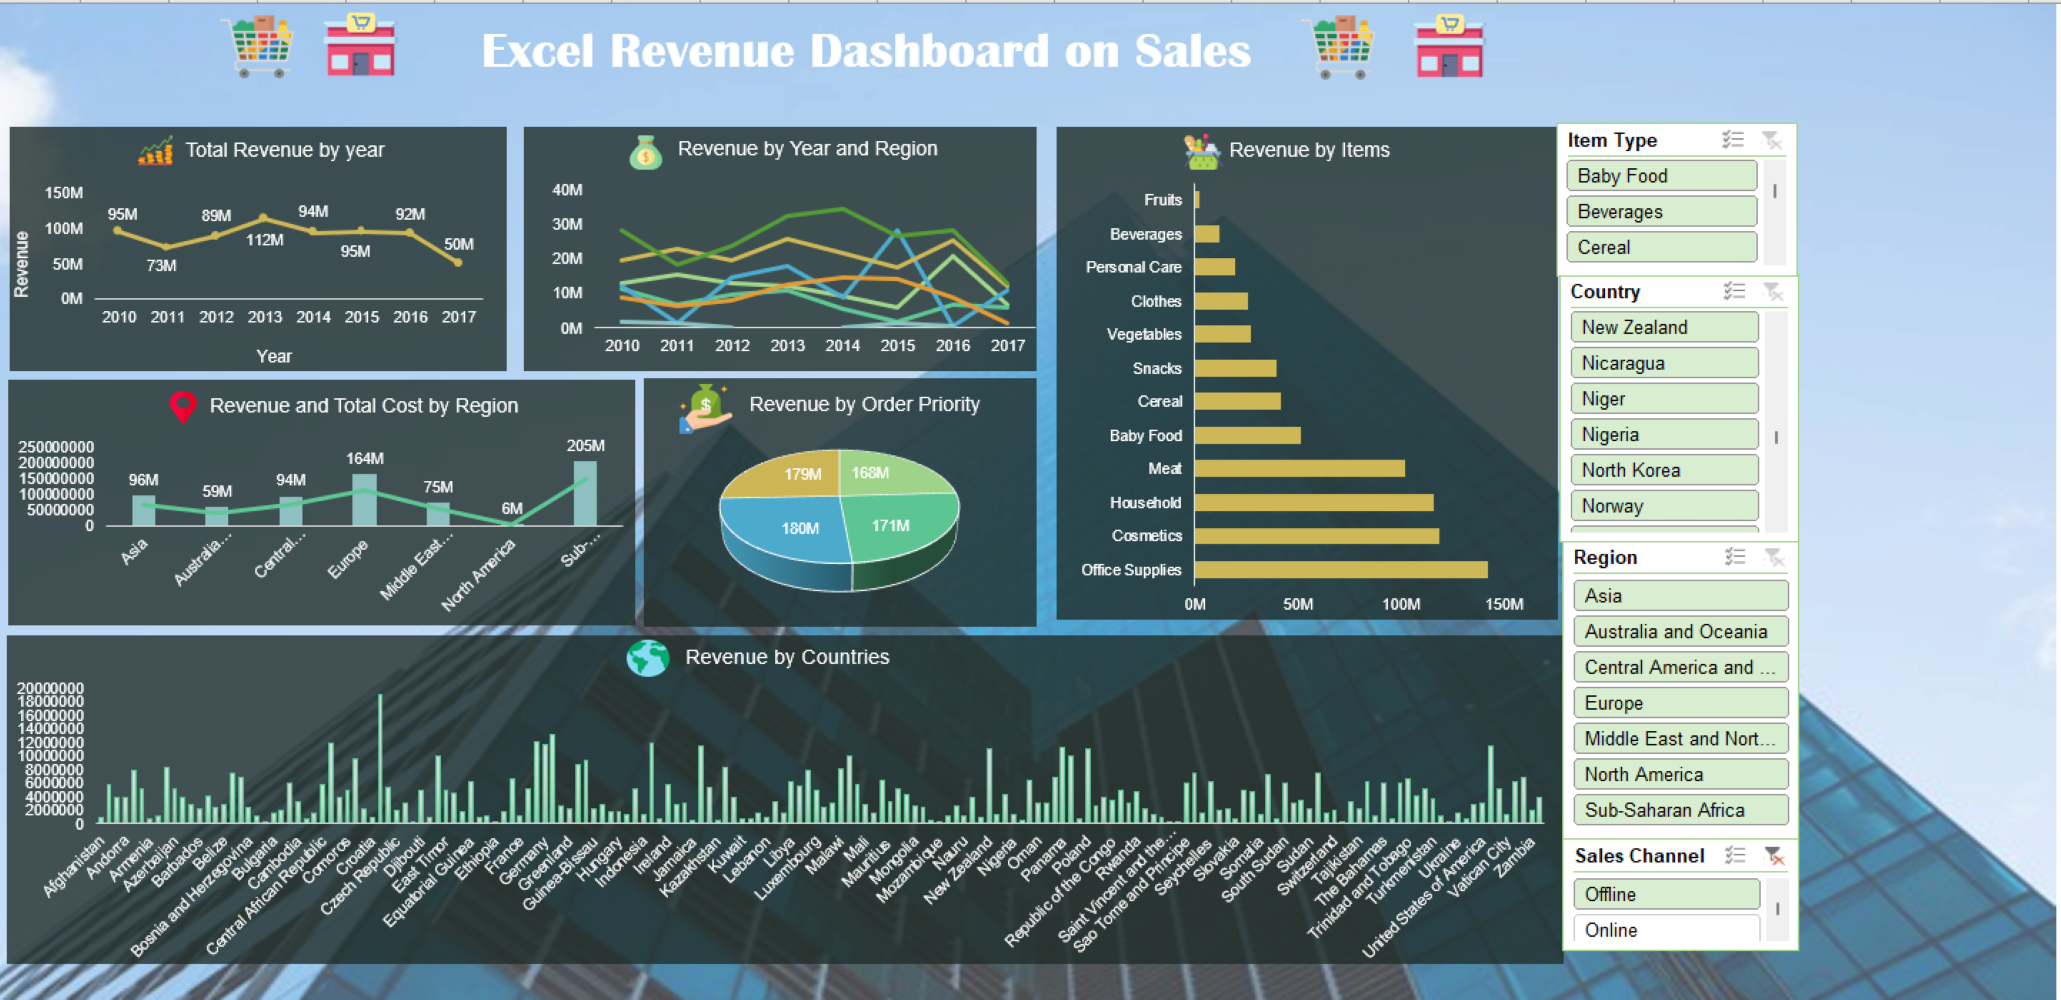 Excel Revenue Dashboard on Sales
Total Revenue by year
Revenue
150M
100M
50M
0M
95M
73M
89M
112M
94M
95M
92M
50M
2010 2011 2012 2013 2014 2015 2016 2017
Year
Revenue by Year and Region
40M
30M
20M
10M
0M
2010 2011 2012 2013 2014 2015 2016 2017
Revenue by Items
Fruits
Beverages
Personal Care
Clothes
Vegetables
Snacks
Cereal
Baby Food
Meat
Household
Cosmetics
Office Supplies
0M 50M 100M 150M
Revenue and Total Cost by Region
250000000
200000000
150000000
100000000
50000000
0
96M
59M
94M
164M
75M
6M
205M
Asia
Australia...
Central...
Europe
Middle East...
North America
Sub-...
Revenue by Order Priority
179M
168M
180M
171M
Revenue by Countries
20000000
18000000
16000000
14000000
12000000
10000000
8000000
6000000
4000000
2000000
0
Afghanistan
Andorra
Armenia
Azerbaijan
Barbados
Belize
Bosnia and Herzegovina
Bulgaria
Cambodia
Central African Republic
Comoros
Croatia
Czech Republic
Djibouti
East Timor
Equatorial Guinea
Ethiopia
France
Germany
Greenland
Guinea-Bissau
Hungary
Indonesia
Ireland
Jamaica
Kazakhstan
Kuwait
Lebanon
Libya
Luxembourg
Malawi
Mali
Mauritius
Mongolia
Mozambique
Nauru
New Zealand
Nigeria
Oman
Panama
Poland
Republic of the Congo
Rwanda
Saint Vincent and the...
Sao Tome and Principe
Seychelles
Slovakia
Somalia
South Sudan
Sudan
Switzerland
Tajikistan
The Bahamas
Trinidad and Tobago
Turkmenistan
Ukraine
United States of America
Vatican City
Zambia
Item Type
Baby Food
Beverages
Cereal
Country
New Zealand
Nicaragua
Niger
Nigeria
North Korea
Norway
Region
Asia
Australia and Oceania
Central America and ...
Europe
Middle East and Nort...
North America
Sub-Saharan Africa
Sales Channel
Offline
Online